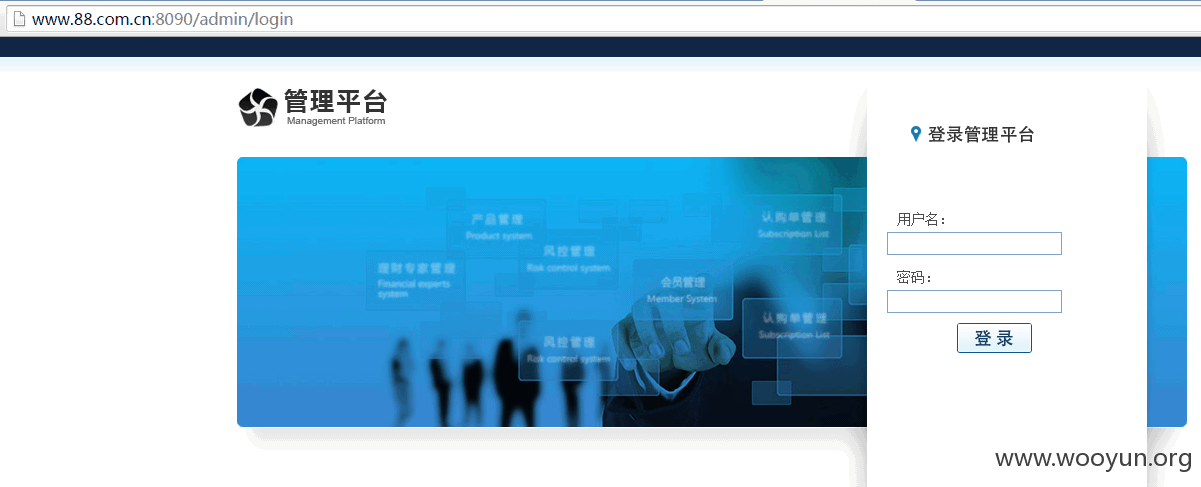 www.88.com.cn:8090/admin/login
管理平台
Management Platform
登录管理平台
产品管理
Product system
认购单管理
Subscription List
风控管理
Risk control system
理财专家管理
Financial experts
system
会员管理
Member System
认购单管理
Subscription List
风控管理
Risk control system
用户名：
密码：
登 录
www.wooyun.org